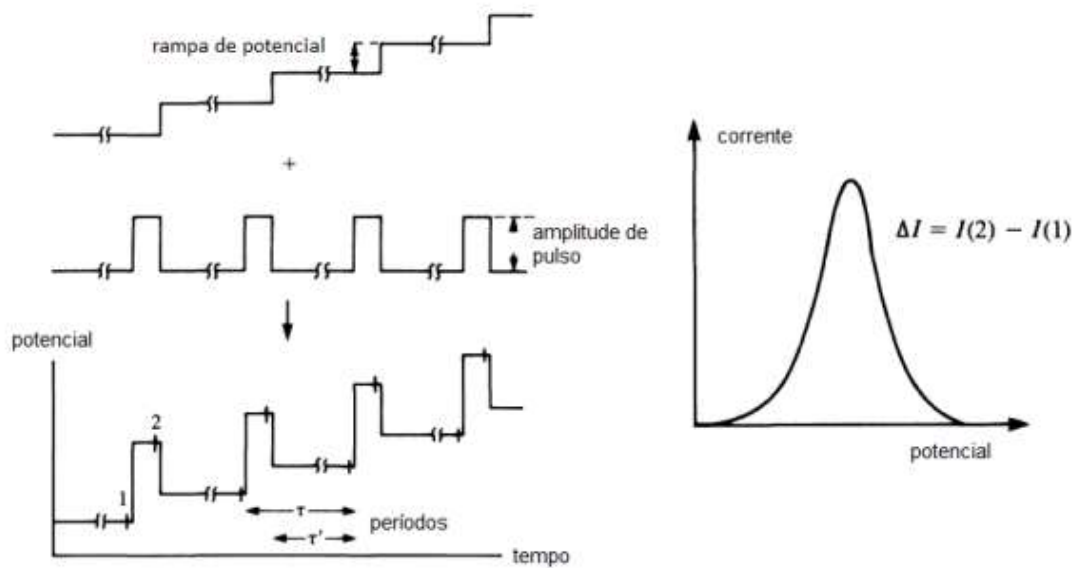 rampa de potencial
+
amplitude de
pulso
potencial
1
2
τ
τ'
períodos
tempo
corrente
ΔI = I(2) − I(1)
potencial